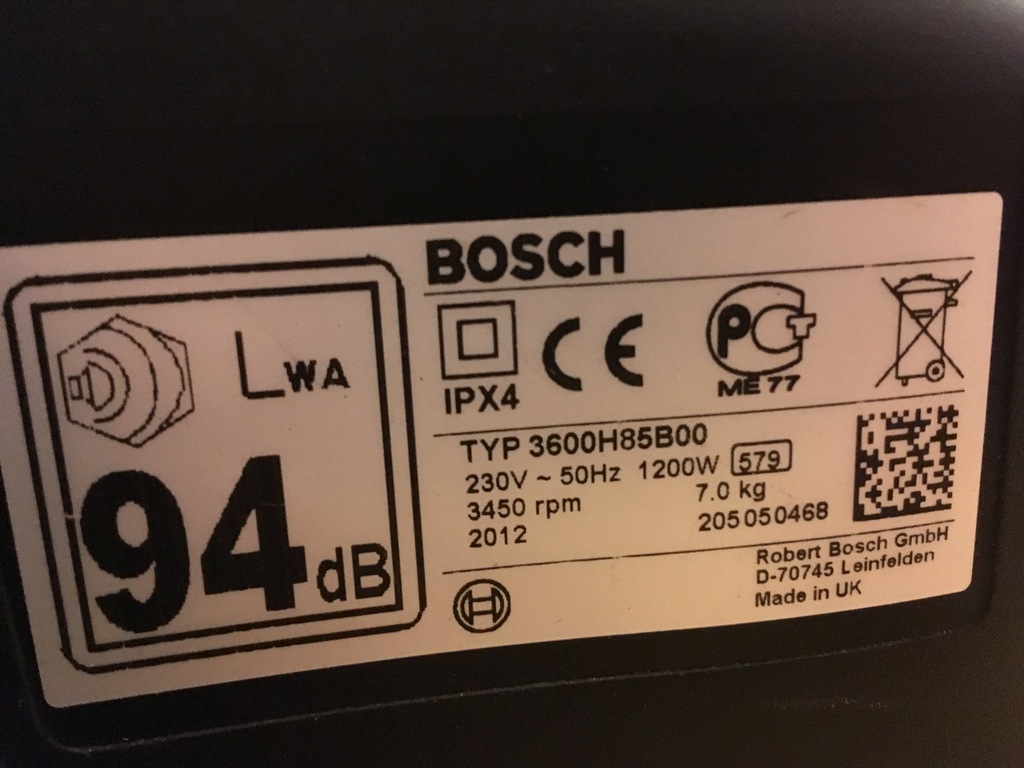 LWA
94dB
BOSCH
IPX4
CE
PCT
ME 77
TYP 3600H85B00
230V ~ 50Hz 1200W 579
3450 rpm 7.0 kg
2012 205050468
Robert Bosch GmbH
D-70745 Leinfelden
Made in UK